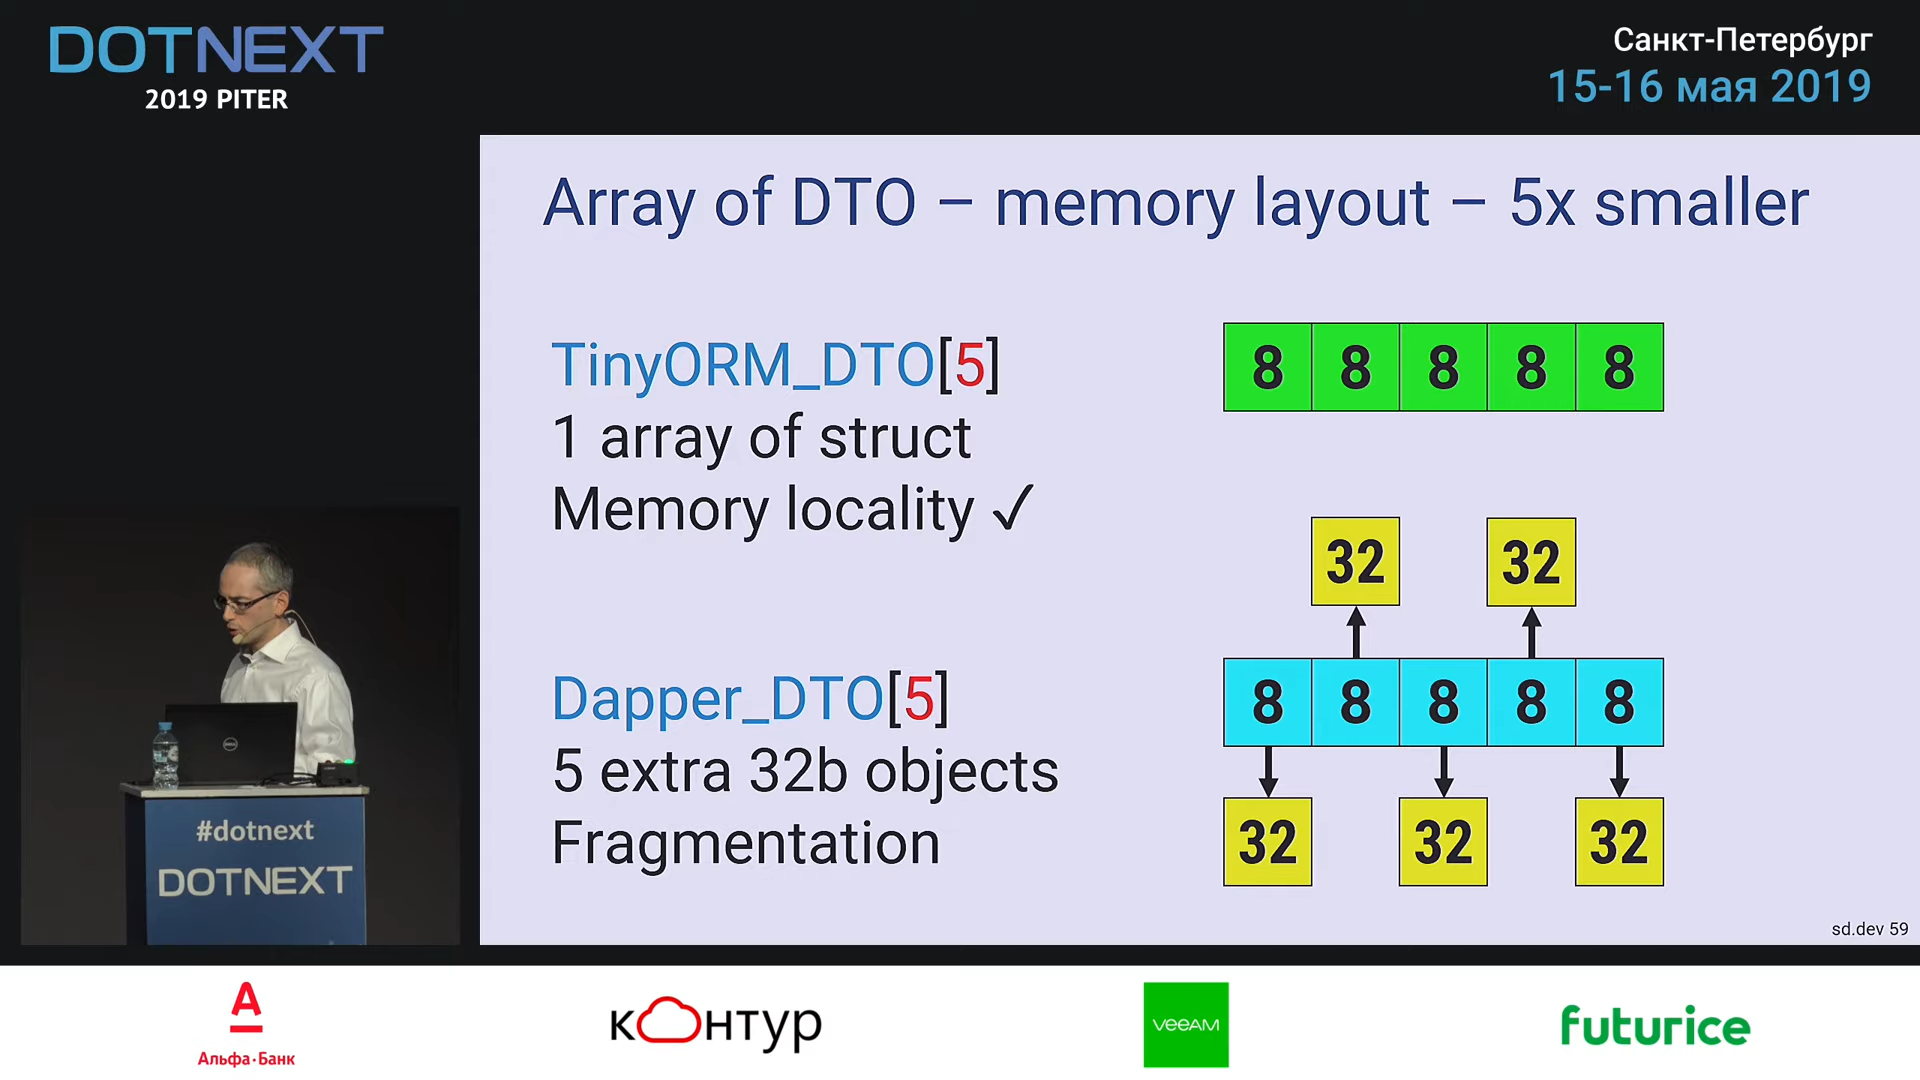 DOTNEXT
2019 PITER
Санкт-Петербург
15-16 мая 2019
Array of DTO – memory layout – 5x smaller
TinyORM_DTO[5]
1 array of struct
Memory locality ✓
8 8 8 8 8
Dapper_DTO[5]
5 extra 32b objects
Fragmentation
32 32
8 8 8 8 8
32 32 32
sd.dev 59
DELL
#dotnext
DOTNEXT
А
Альфа·Банк
контур
veeam
futurice